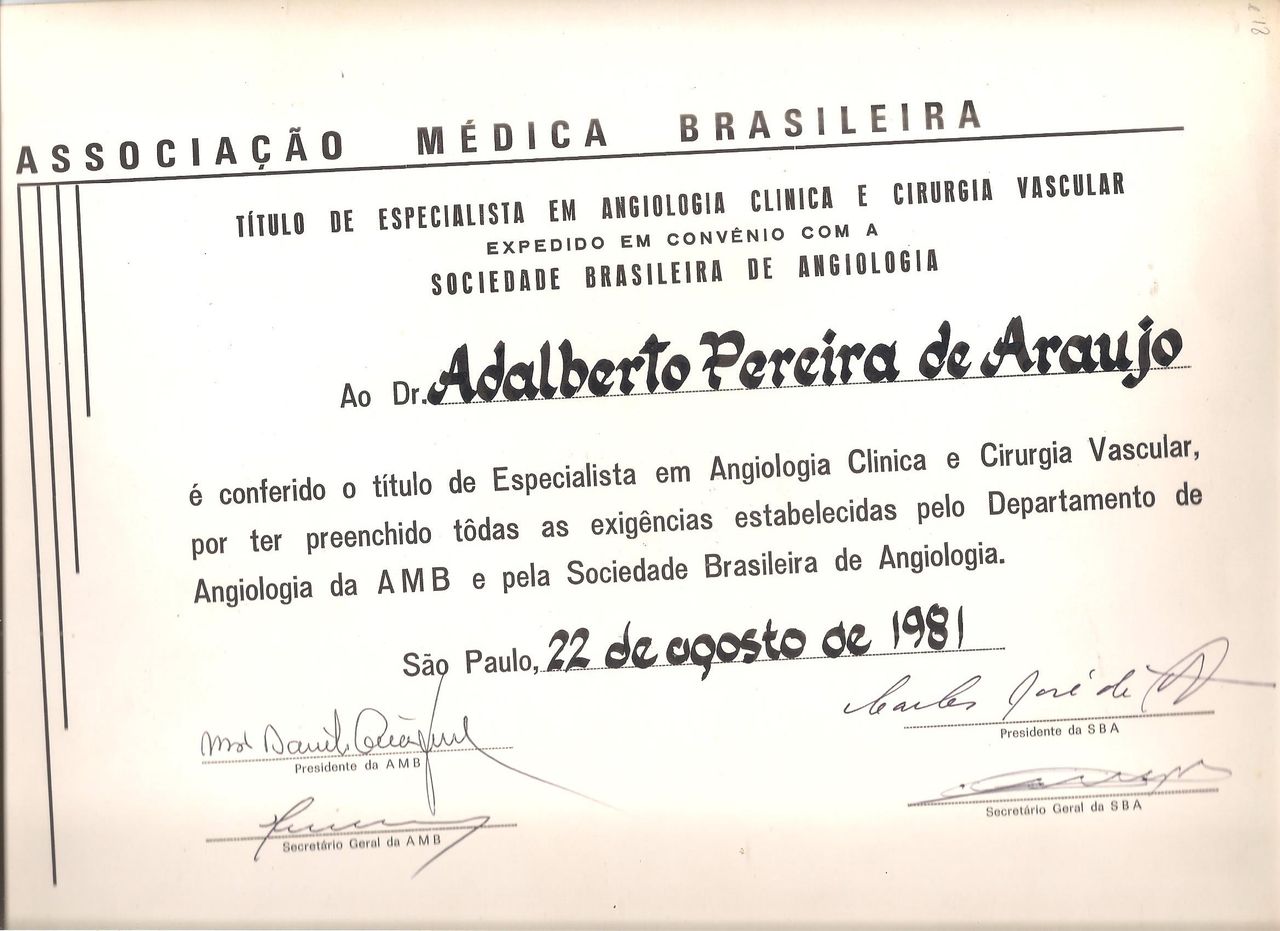 ASSOCIAÇÃO MÉDICA BRASILEIRA
TÍTULO DE ESPECIALISTA EM ANGIOLOGIA CLINICA E CIRURGIA VASCULAR
EXPEDIDO EM CONVÊNIO COM A
SOCIEDADE BRASILEIRA DE ANGIOLOGIA
Ao Dr. Adalberto Pereira de Araujo
é conferido o título de Especialista em Angiologia Clinica e Cirurgia Vascular,
por ter preenchido tôdas as exigências estabelecidas pelo Departamento de
Angiologia da AMB e pela Sociedade Brasileira de Angiologia.
São Paulo, 22 de agosto de 1981
Carlos José de
Presidente da SBA
Presidente da AMB
Secretário Geral da SBA
Secretário Geral da AMB